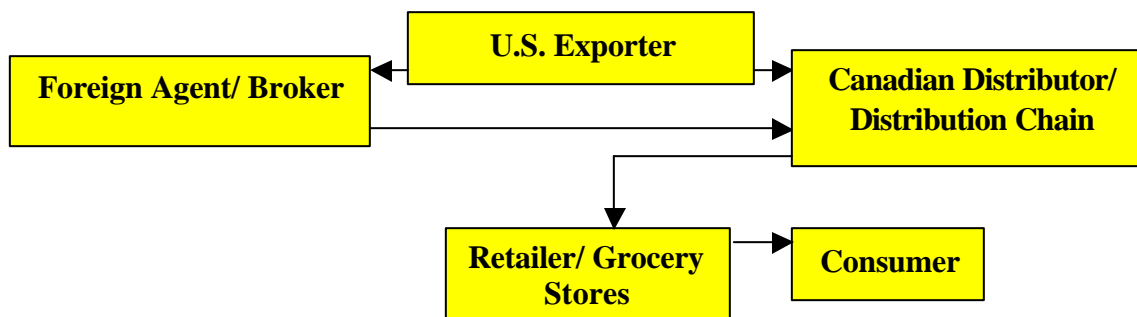 U.S. Exporter
Foreign Agent/ Broker
Canadian Distributor/
Distribution Chain
Retailer/ Grocery
Stores
Consumer